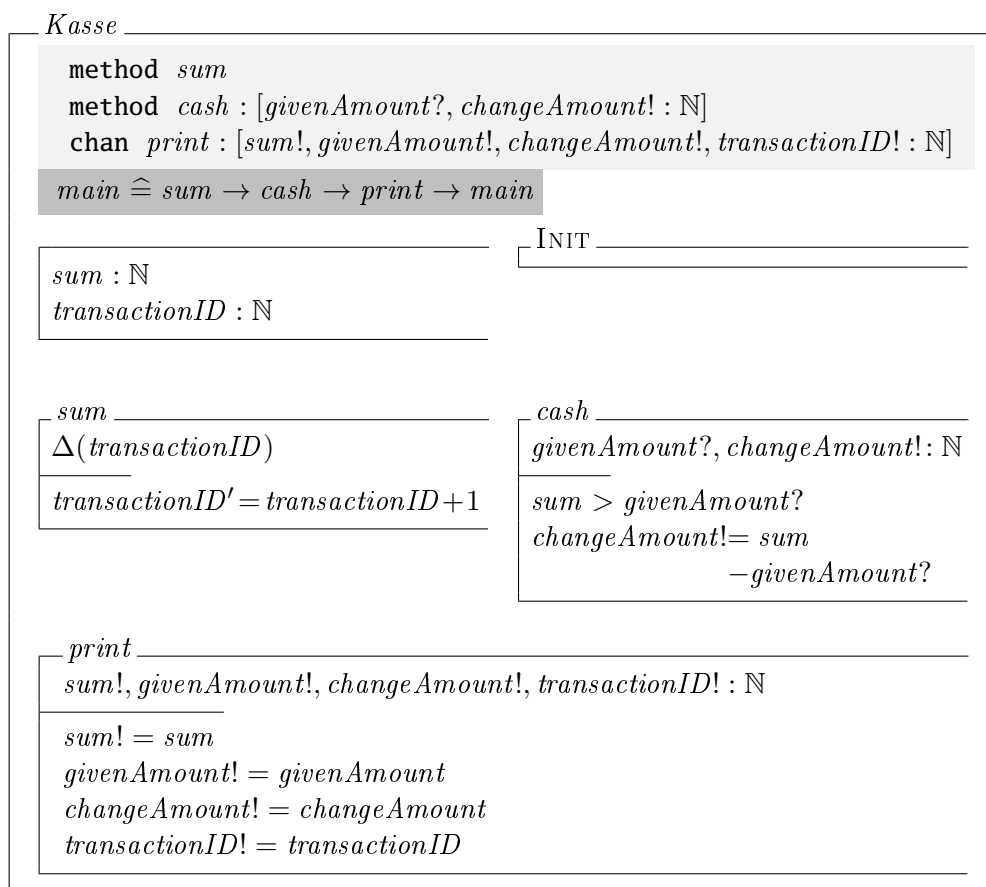 Kasse
method sum
method cash : [givenAmount?, changeAmount! : ℕ]
chan print : [sum!, givenAmount!, changeAmount!, transactionID! : ℕ]
main ≙ sum → cash → print → main
sum : ℕ
transactionID : ℕ
INIT
sum
Δ(transactionID)
transactionID′ = transactionID+1
cash
givenAmount?, changeAmount! : ℕ
sum > givenAmount?
changeAmount! = sum
−givenAmount?
print
sum!, givenAmount!, changeAmount!, transactionID! : ℕ
sum! = sum
givenAmount! = givenAmount
changeAmount! = changeAmount
transactionID! = transactionID